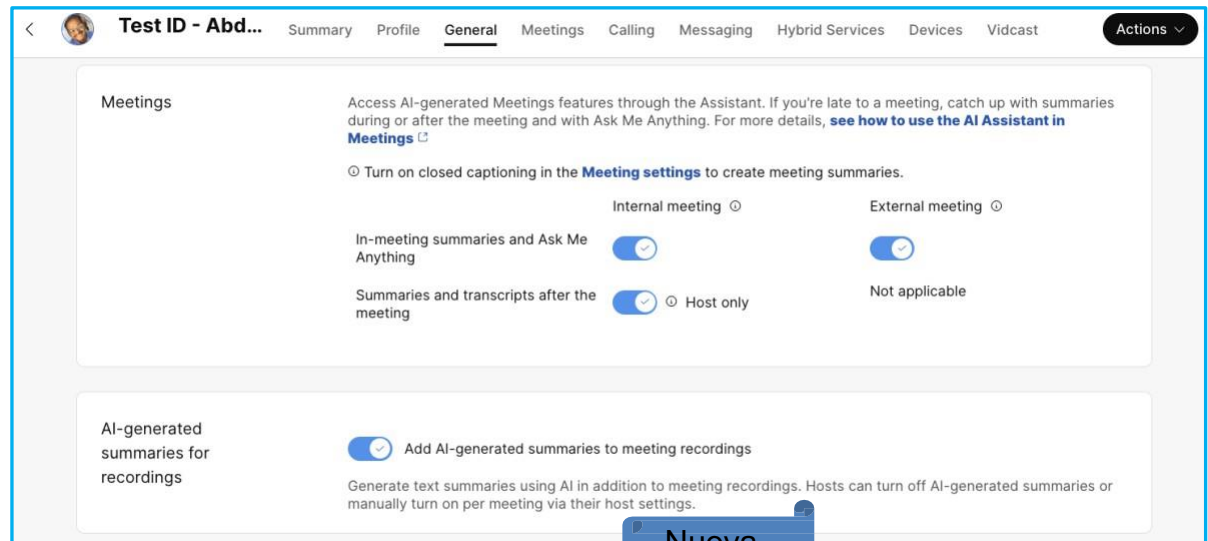 Test ID - Abd... Summary Profile General Meetings Calling Messaging Hybrid Services Devices Vidcast Actions
Meetings
Access AI-generated Meetings features through the Assistant. If you're late to a meeting, catch up with summaries
during or after the meeting and with Ask Me Anything. For more details, see how to use the AI Assistant in
Meetings
Turn on closed captioning in the Meeting settings to create meeting summaries.
Internal meeting External meeting
In-meeting summaries and Ask Me
Anything
Summaries and transcripts after the
meeting
Host only
Not applicable
AI-generated
summaries for
recordings
Add AI-generated summaries to meeting recordings
Generate text summaries using AI in addition to meeting recordings. Hosts can turn off AI-generated summaries or
manually turn on per meeting via their host settings.